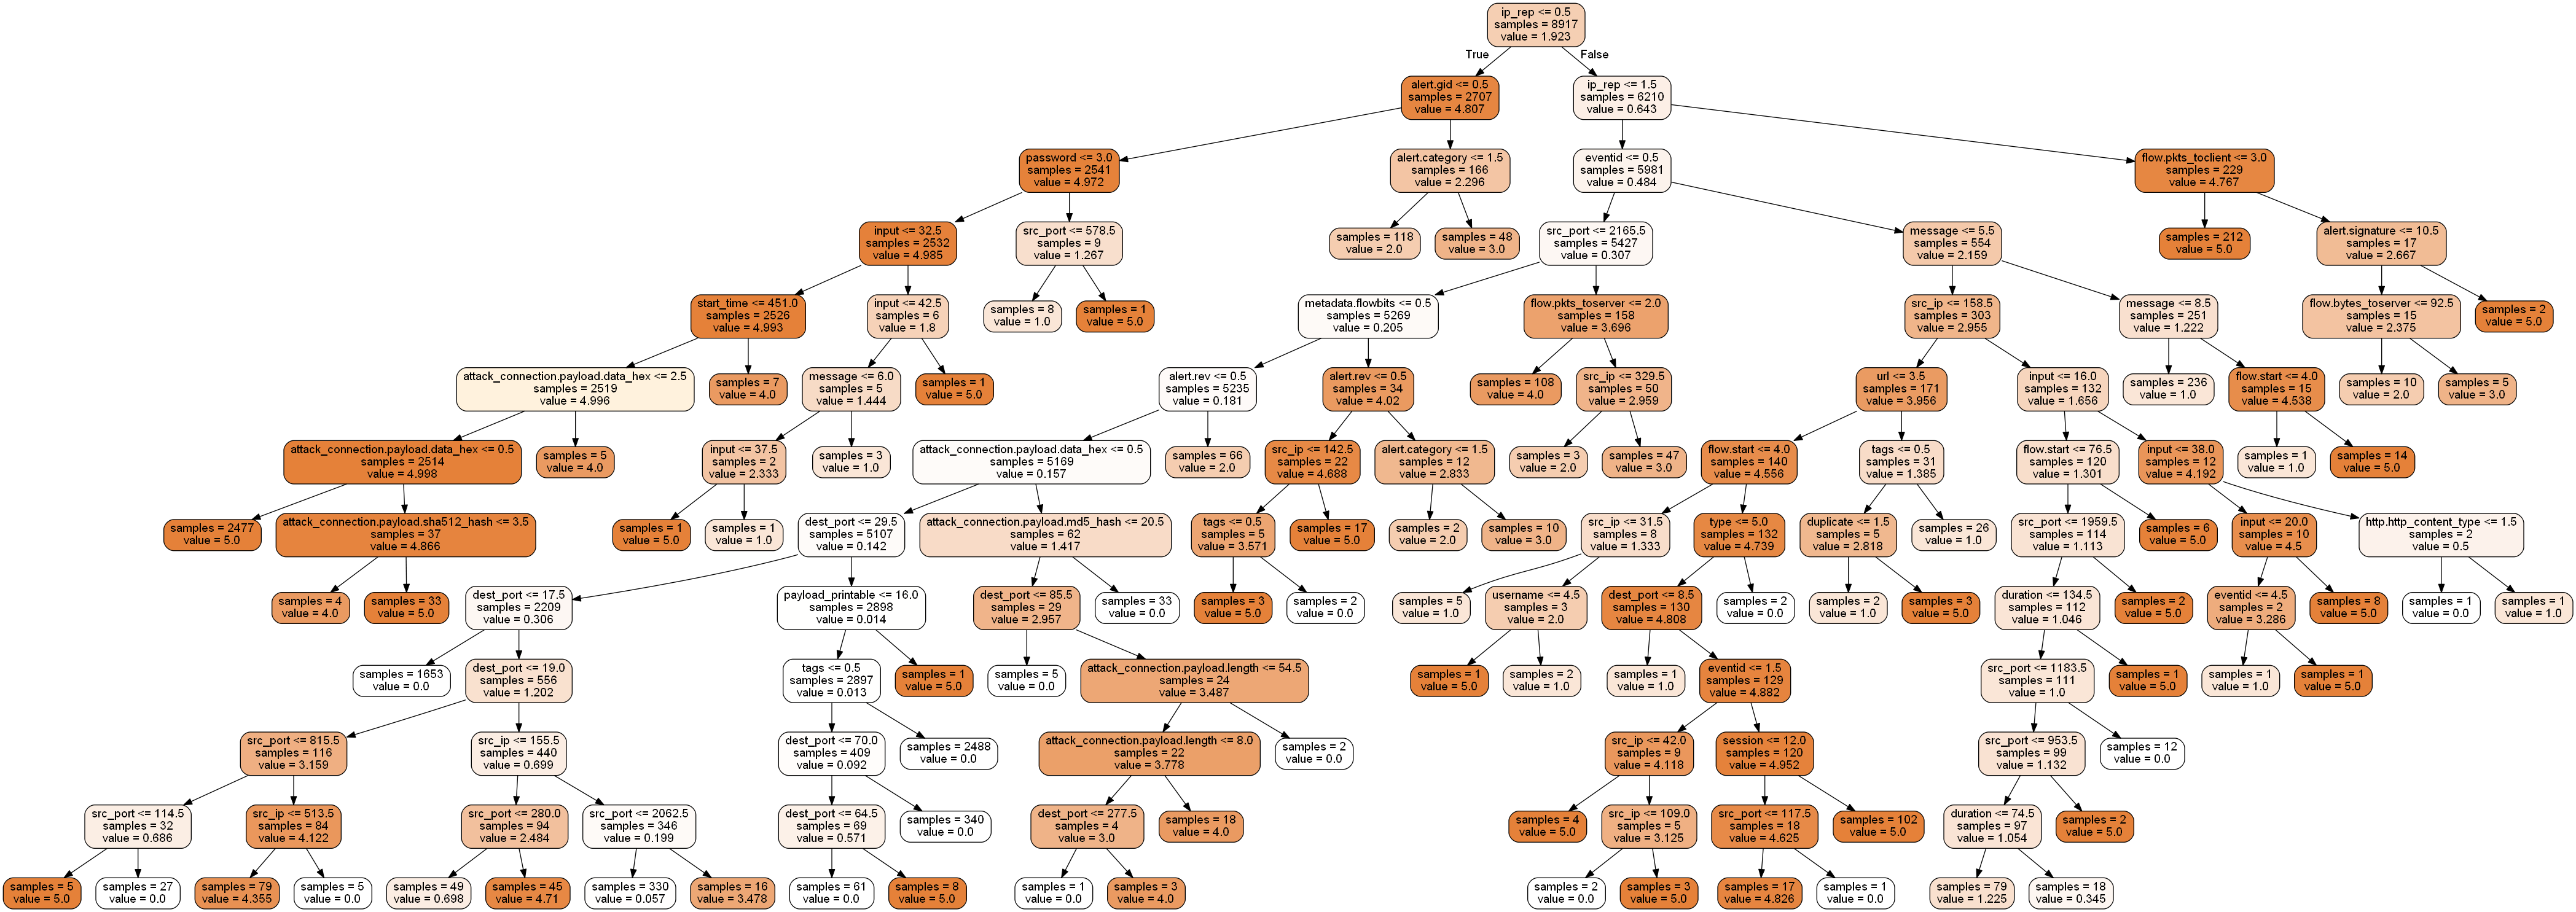 ip_rep <= 0.5
samples = 8917
value = 1.923
True
False
alert.gid <= 0.5
samples = 2707
value = 4.807
ip_rep <= 1.5
samples = 6210
value = 0.643
password <= 3.0
samples = 2541
value = 4.972
alert.category <= 1.5
samples = 166
value = 2.296
eventid <= 0.5
samples = 5981
value = 0.484
flow.pkts_toclient <= 3.0
samples = 229
value = 4.767
input <= 32.5
samples = 2532
value = 4.985
src_port <= 578.5
samples = 9
value = 1.267
samples = 118
value = 2.0
samples = 48
value = 3.0
src_port <= 2165.5
samples = 5427
value = 0.307
message <= 5.5
samples = 554
value = 2.159
samples = 212
value = 5.0
alert.signature <= 10.5
samples = 17
value = 2.667
start_time <= 451.0
samples = 2526
value = 4.993
input <= 42.5
samples = 6
value = 1.8
samples = 8
value = 1.0
samples = 1
value = 5.0
metadata.flowbits <= 0.5
samples = 5269
value = 0.205
flow.pkts_toserver <= 2.0
samples = 158
value = 3.696
src_ip <= 158.5
samples = 303
value = 2.955
message <= 8.5
samples = 251
value = 1.222
flow.bytes_toserver <= 92.5
samples = 15
value = 2.375
samples = 2
value = 5.0
attack_connection.payload.data_hex <= 2.5
samples = 2519
value = 4.996
samples = 7
value = 4.0
message <= 6.0
samples = 5
value = 1.444
samples = 1
value = 5.0
alert.rev <= 0.5
samples = 5235
value = 0.181
alert.rev <= 0.5
samples = 34
value = 4.02
samples = 108
value = 4.0
src_ip <= 329.5
samples = 50
value = 2.959
url <= 3.5
samples = 171
value = 3.956
input <= 16.0
samples = 132
value = 1.656
samples = 236
value = 1.0
flow.start <= 4.0
samples = 15
value = 4.538
samples = 10
value = 2.0
samples = 5
value = 3.0
attack_connection.payload.data_hex <= 0.5
samples = 2514
value = 4.998
samples = 5
value = 4.0
input <= 37.5
samples = 2
value = 2.333
samples = 3
value = 1.0
attack_connection.payload.data_hex <= 0.5
samples = 5169
value = 0.157
samples = 66
value = 2.0
src_ip <= 142.5
samples = 22
value = 4.688
alert.category <= 1.5
samples = 12
value = 2.833
samples = 3
value = 2.0
samples = 47
value = 3.0
flow.start <= 4.0
samples = 140
value = 4.556
tags <= 0.5
samples = 31
value = 1.385
flow.start <= 76.5
samples = 120
value = 1.301
input <= 38.0
samples = 12
value = 4.192
samples = 1
value = 1.0
samples = 14
value = 5.0
samples = 2477
value = 5.0
attack_connection.payload.sha512_hash <= 3.5
samples = 37
value = 4.866
samples = 1
value = 5.0
samples = 1
value = 1.0
dest_port <= 29.5
samples = 5107
value = 0.142
attack_connection.payload.md5_hash <= 20.5
samples = 62
value = 1.417
tags <= 0.5
samples = 5
value = 3.571
samples = 17
value = 5.0
samples = 2
value = 2.0
samples = 10
value = 3.0
src_ip <= 31.5
samples = 8
value = 1.333
type <= 5.0
samples = 132
value = 4.739
duplicate <= 1.5
samples = 5
value = 2.818
samples = 26
value = 1.0
src_port <= 1959.5
samples = 114
value = 1.113
samples = 6
value = 5.0
input <= 20.0
samples = 10
value = 4.5
http.http_content_type <= 1.5
samples = 2
value = 0.5
samples = 4
value = 4.0
samples = 33
value = 5.0
dest_port <= 17.5
samples = 2209
value = 0.306
payload_printable <= 16.0
samples = 2898
value = 0.014
dest_port <= 85.5
samples = 29
value = 2.957
samples = 33
value = 0.0
samples = 3
value = 5.0
samples = 2
value = 0.0
samples = 5
value = 1.0
username <= 4.5
samples = 3
value = 2.0
dest_port <= 8.5
samples = 130
value = 4.808
samples = 2
value = 0.0
samples = 2
value = 1.0
samples = 3
value = 5.0
duration <= 134.5
samples = 112
value = 1.046
samples = 2
value = 5.0
eventid <= 4.5
samples = 2
value = 3.286
samples = 8
value = 5.0
samples = 1
value = 0.0
samples = 1
value = 1.0
samples = 1653
value = 0.0
dest_port <= 19.0
samples = 556
value = 1.202
tags <= 0.5
samples = 2897
value = 0.013
samples = 1
value = 5.0
samples = 5
value = 0.0
attack_connection.payload.length <= 54.5
samples = 24
value = 3.487
samples = 1
value = 5.0
samples = 2
value = 1.0
samples = 1
value = 1.0
eventid <= 1.5
samples = 129
value = 4.882
src_port <= 1183.5
samples = 111
value = 1.0
samples = 1
value = 5.0
samples = 1
value = 1.0
samples = 1
value = 5.0
src_port <= 815.5
samples = 116
value = 3.159
src_ip <= 155.5
samples = 440
value = 0.699
dest_port <= 70.0
samples = 409
value = 0.092
samples = 2488
value = 0.0
attack_connection.payload.length <= 8.0
samples = 22
value = 3.778
samples = 2
value = 0.0
src_ip <= 42.0
samples = 9
value = 4.118
session <= 12.0
samples = 120
value = 4.952
src_port <= 953.5
samples = 99
value = 1.132
samples = 12
value = 0.0
src_port <= 114.5
samples = 32
value = 0.686
src_ip <= 513.5
samples = 84
value = 4.122
src_port <= 280.0
samples = 94
value = 2.484
src_port <= 2062.5
samples = 346
value = 0.199
dest_port <= 64.5
samples = 69
value = 0.571
samples = 340
value = 0.0
dest_port <= 277.5
samples = 4
value = 3.0
samples = 18
value = 4.0
samples = 4
value = 5.0
src_ip <= 109.0
samples = 5
value = 3.125
src_port <= 117.5
samples = 18
value = 4.625
samples = 102
value = 5.0
duration <= 74.5
samples = 97
value = 1.054
samples = 2
value = 5.0
samples = 5
value = 5.0
samples = 27
value = 0.0
samples = 79
value = 4.355
samples = 5
value = 0.0
samples = 49
value = 0.698
samples = 45
value = 4.71
samples = 330
value = 0.057
samples = 16
value = 3.478
samples = 61
value = 0.0
samples = 8
value = 5.0
samples = 1
value = 0.0
samples = 3
value = 4.0
samples = 2
value = 0.0
samples = 3
value = 5.0
samples = 17
value = 4.826
samples = 1
value = 0.0
samples = 79
value = 1.225
samples = 18
value = 0.345